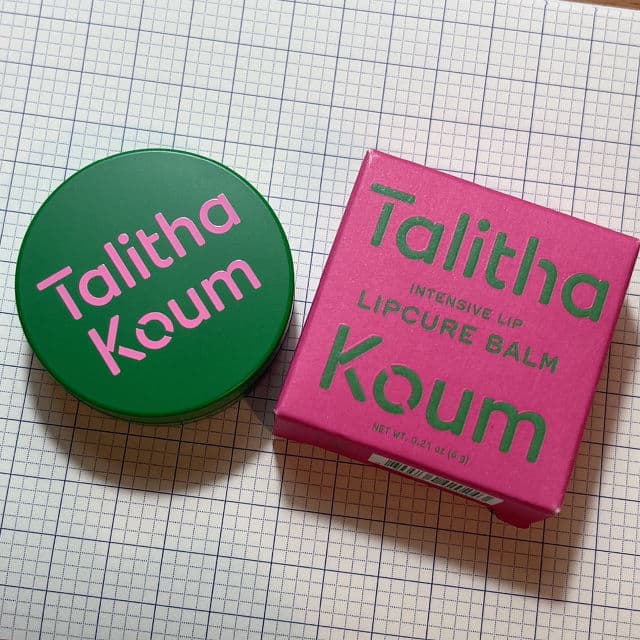 Talitha
Koum
Talitha
INTENSIVE LIP
LIPCURE BALM
Koum
NET WT. 0.21 oz (6 g)